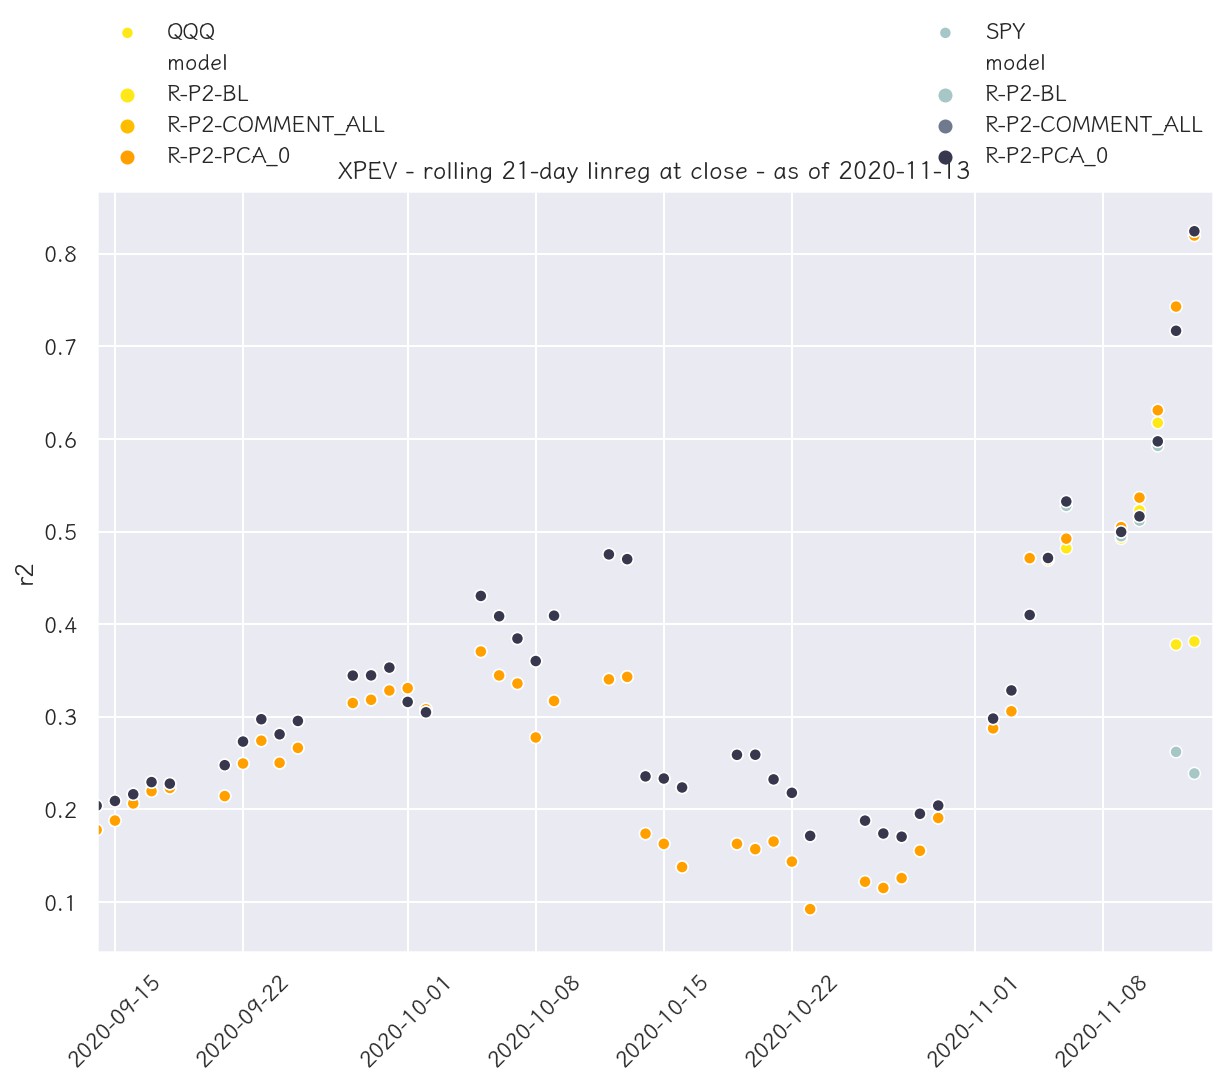 QQQ
model
R-P2-BL
R-P2-COMMENT_ALL
R-P2-PCA_0
SPY
model
R-P2-BL
R-P2-COMMENT_ALL
R-P2-PCA_0
XPEV - rolling 21-day linreg at close - as of 2020-11-13
0.8
0.7
0.6
0.5
0.4
0.3
0.2
0.1
r2
2020-09-15
2020-09-22
2020-10-01
2020-10-08
2020-10-15
2020-10-22
2020-11-01
2020-11-08